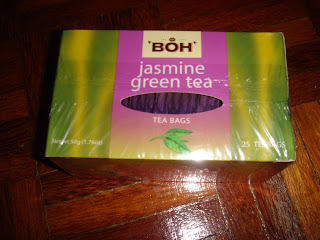 BOH
jasmine
green tea
TEA BAGS
Net wt 50g (1.76oz)
25 TEA BAGS